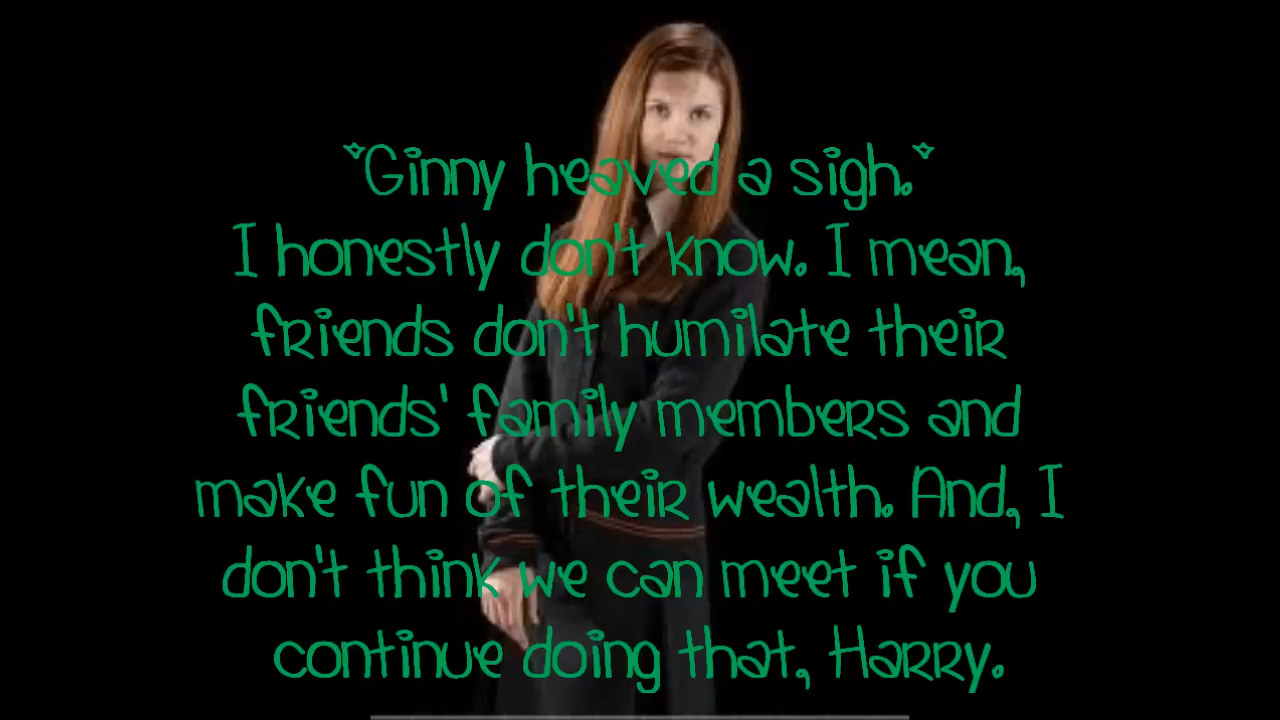 *Ginny heaved a sigh.*
I honestly don't know. I mean,
friends don't humilate their
friends' family members and
make fun of their wealth. And, I
don't think we can meet if you
continue doing that, Harry.